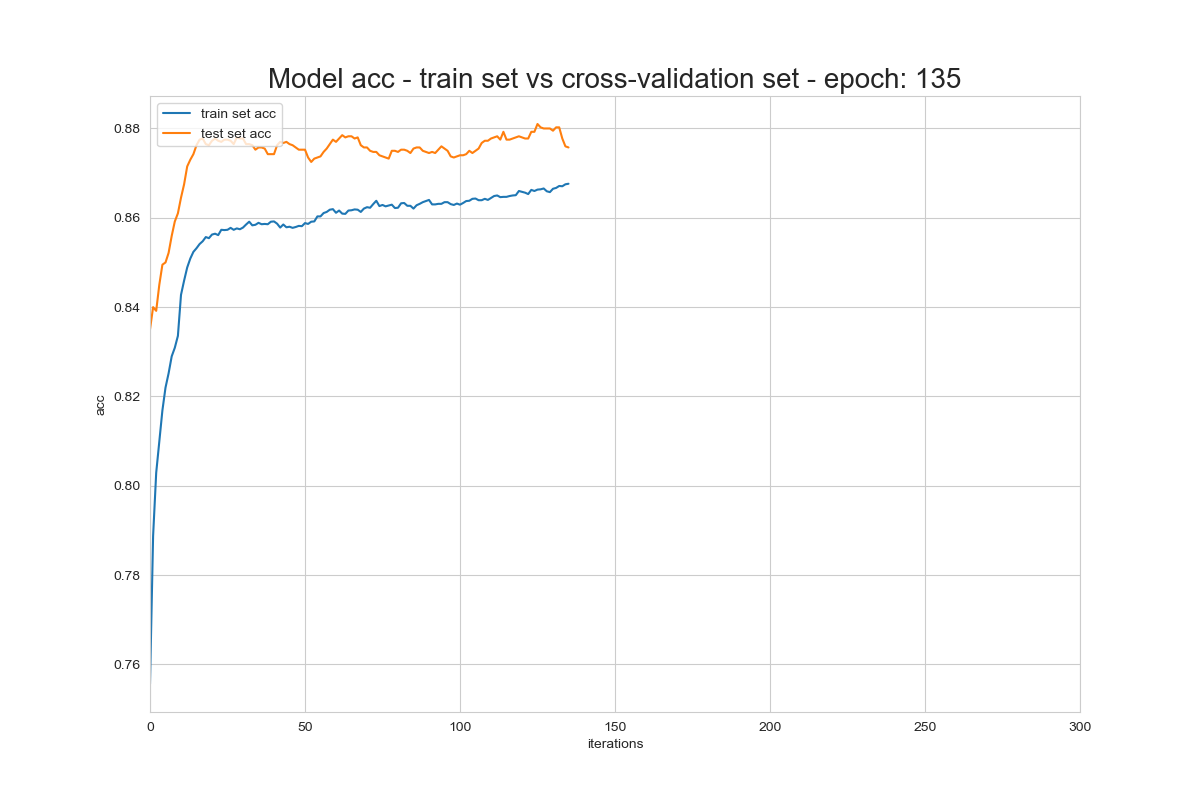 Model acc - train set vs cross-validation set - epoch: 135
train set acc
test set acc
0.88
0.86
0.84
0.82
0.80
0.78
0.76
acc
0 50 100 150 200 250 300
iterations